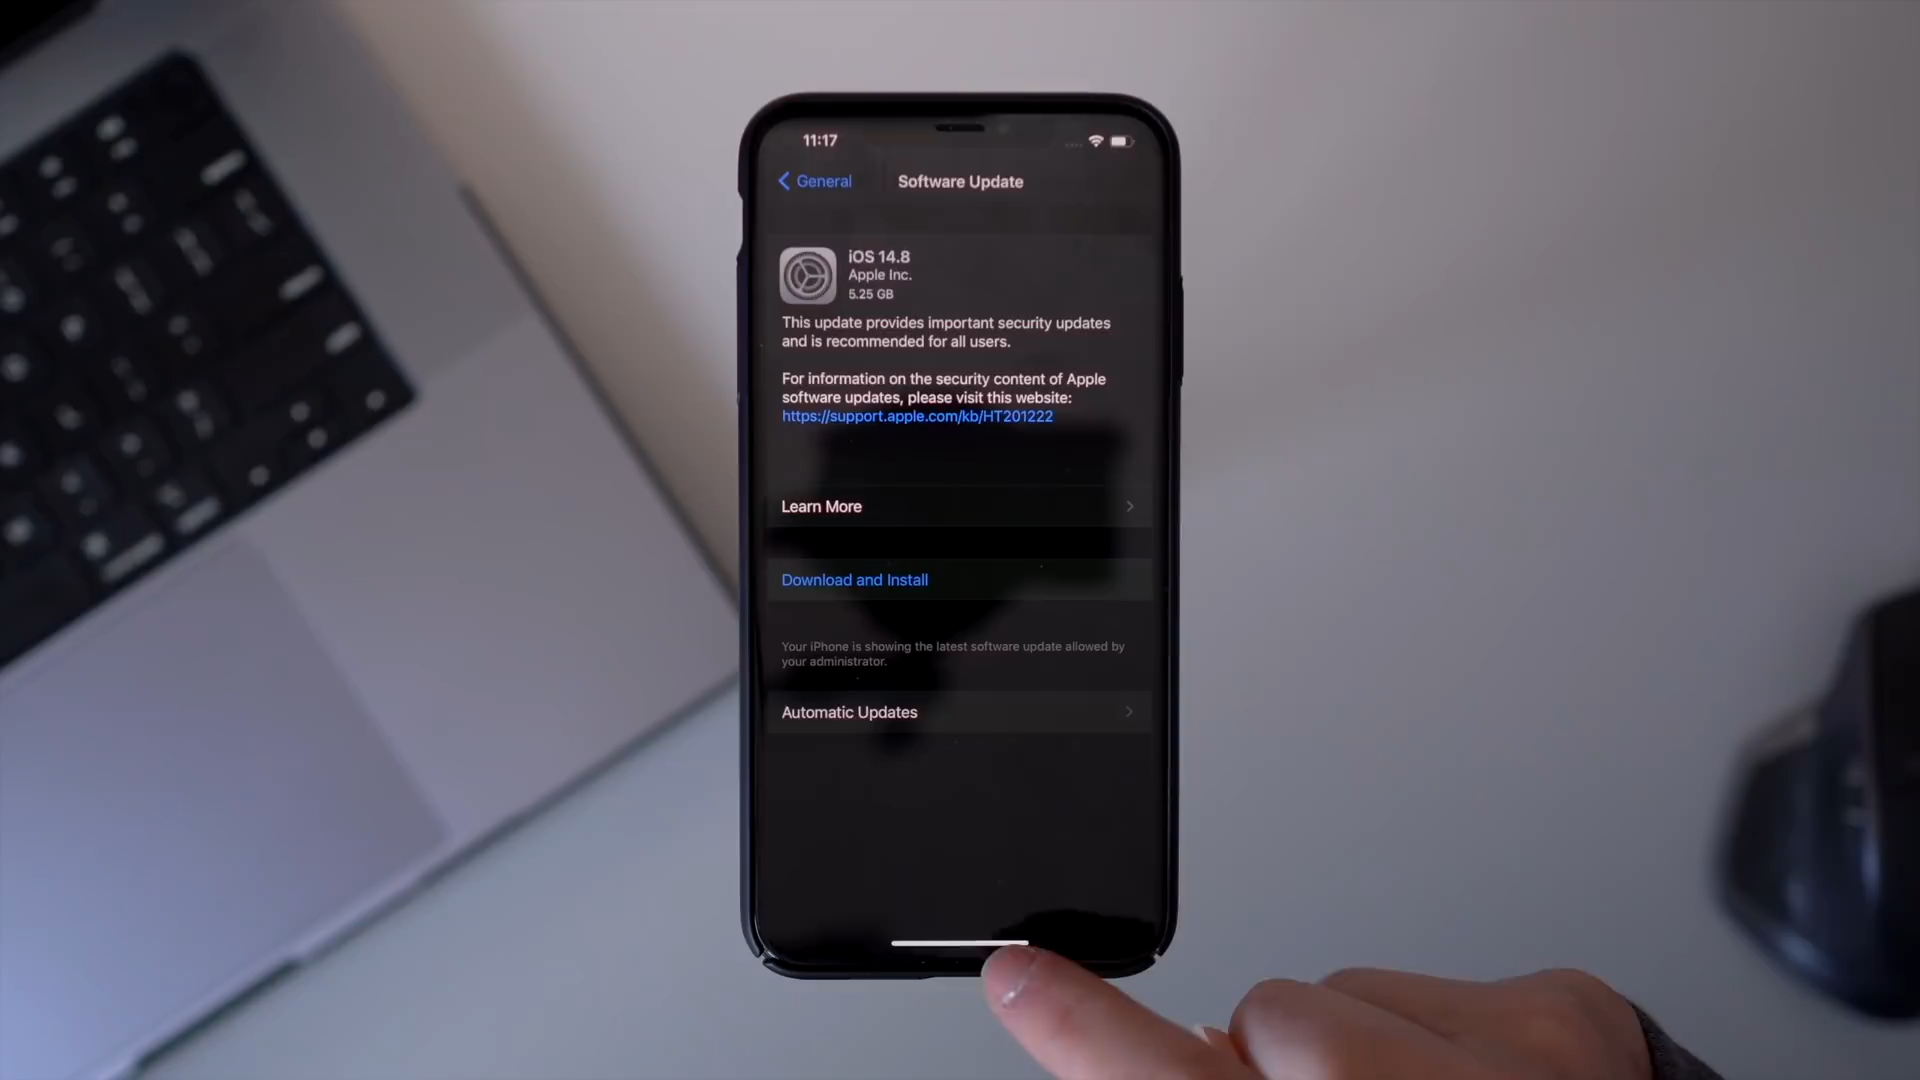 11:17
General
Software Update
iOS 14.8
Apple Inc.
5.25 GB
This update provides important security updates
and is recommended for all users.
For information on the security content of Apple
software updates, please visit this website:
https://support.apple.com/kb/HT201222
Learn More
Download and Install
Your iPhone is showing the latest software update allowed by
your administrator.
Automatic Updates